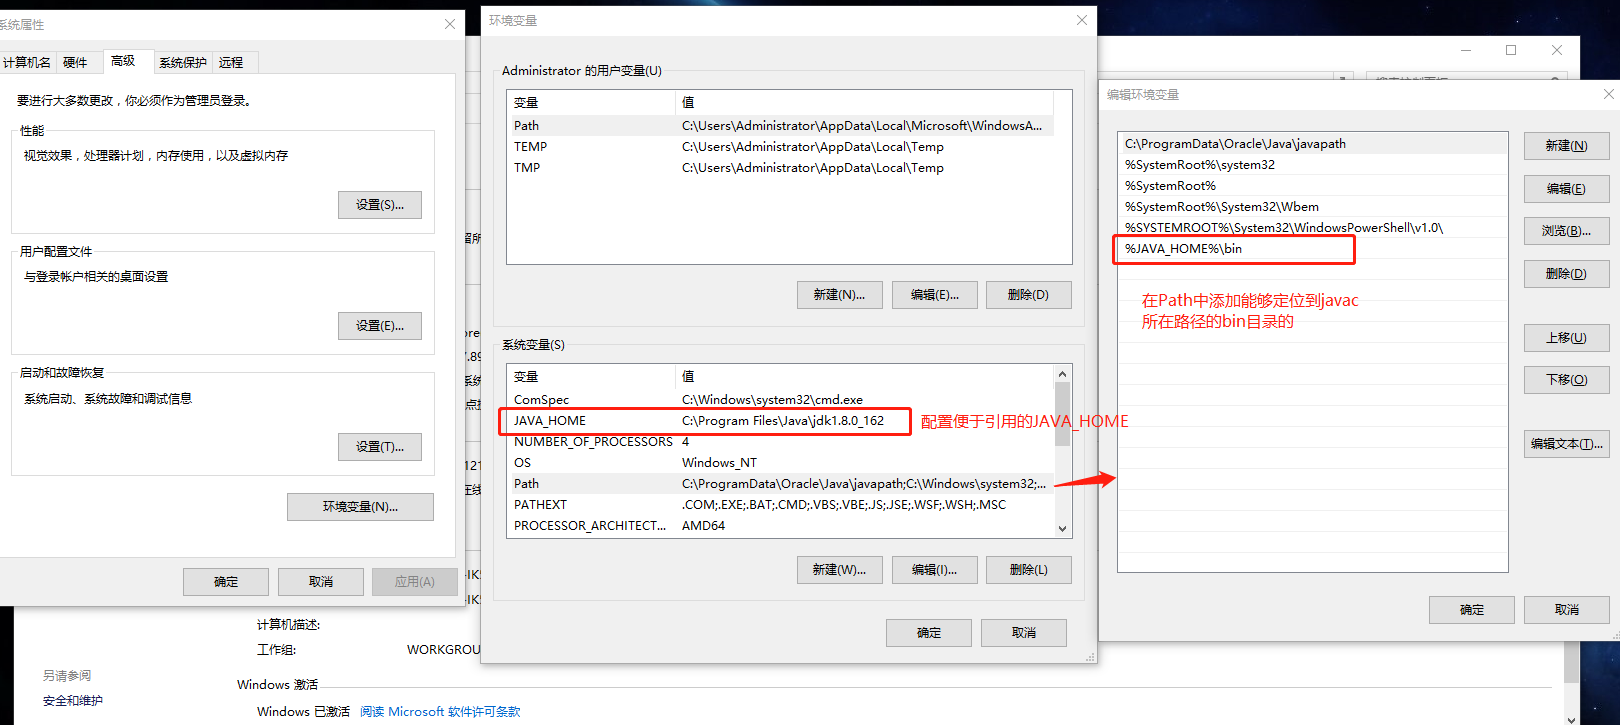 系统属性
计算机名
硬件
高级
系统保护
远程
要进行大多数更改，你必须作为管理员登录。
性能
视觉效果，处理器计划，内存使用，以及虚拟内存
设置(S)...
用户配置文件
与登录帐户相关的桌面设置
设置(E)...
启动和故障恢复
系统启动、系统故障和调试信息
设置(T)...
环境变量(N)...
确定
取消
应用(A)
环境变量
Administrator 的用户变量(U)
变量 值
Path C:\Users\Administrator\AppData\Local\Microsoft\WindowsA...
TEMP C:\Users\Administrator\AppData\Local\Temp
TMP C:\Users\Administrator\AppData\Local\Temp
新建(N)...
编辑(E)...
删除(D)
系统变量(S)
变量 值
ComSpec C:\Windows\system32\cmd.exe
JAVA_HOME C:\Program Files\Java\jdk1.8.0_162
配置便于引用的JAVA_HOME
NUMBER_OF_PROCESSORS 4
OS Windows_NT
Path C:\ProgramData\Oracle\Java\javapath;C:\Windows\system32;...
PATHEXT .COM;.EXE;.BAT;.CMD;.VBS;.VBE;.JS;.JSE;.WSF;.WSH;.MSC
PROCESSOR_ARCHITECT... AMD64
新建(W)...
编辑(I)...
删除(L)
确定
取消
编辑环境变量
C:\ProgramData\Oracle\Java\javapath
%SystemRoot%\system32
%SystemRoot%
%SystemRoot%\System32\Wbem
%SYSTEMROOT%\System32\WindowsPowerShell\v1.0\
%JAVA_HOME%\bin
在Path中添加能够定位到javac
所在路径的bin目录的
新建(N)
编辑(E)
浏览(B)...
删除(D)
上移(U)
下移(O)
编辑文本(T)...
确定
取消
计算机描述:
工作组: WORKGROU
另请参阅
安全和维护
Windows 激活
Windows 已激活 阅读 Microsoft 软件许可条款